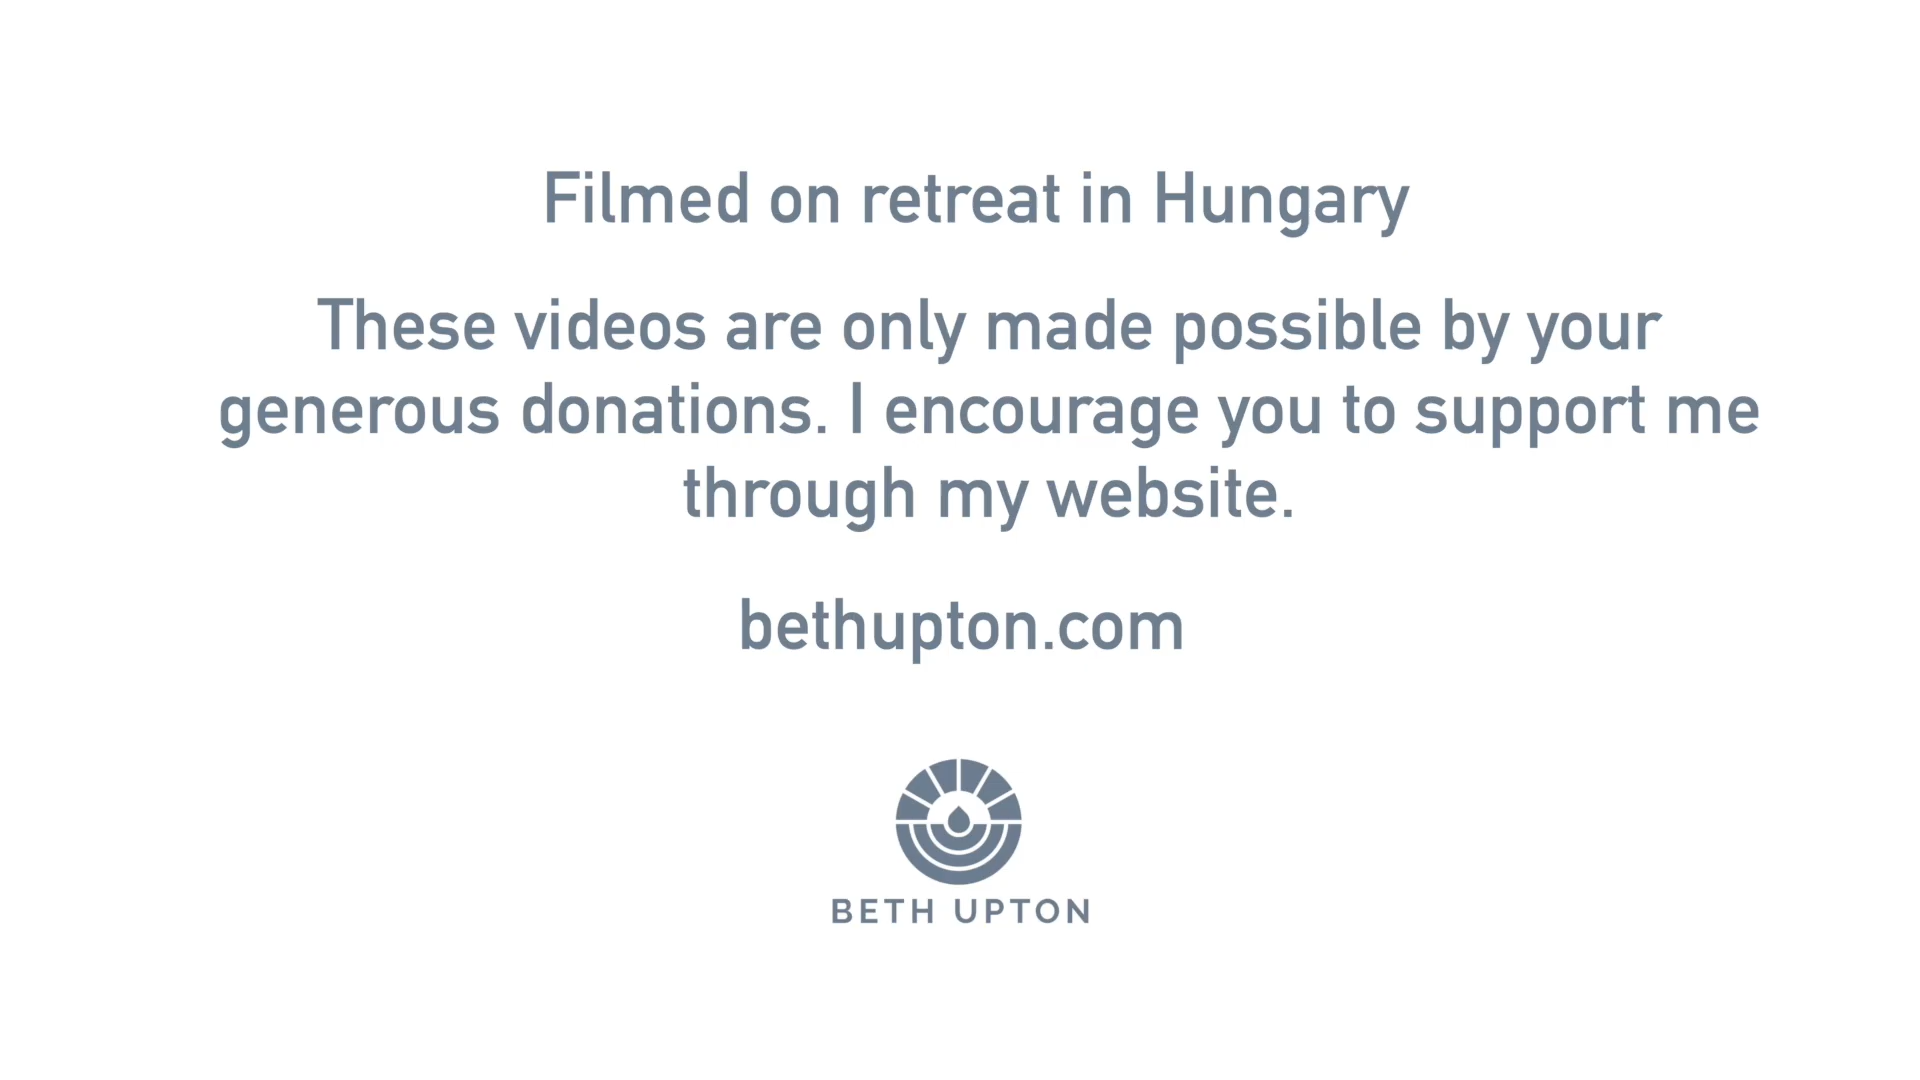 Filmed on retreat in Hungary
These videos are only made possible by your
generous donations. I encourage you to support me
through my website.
bethupton.com
BETH UPTON